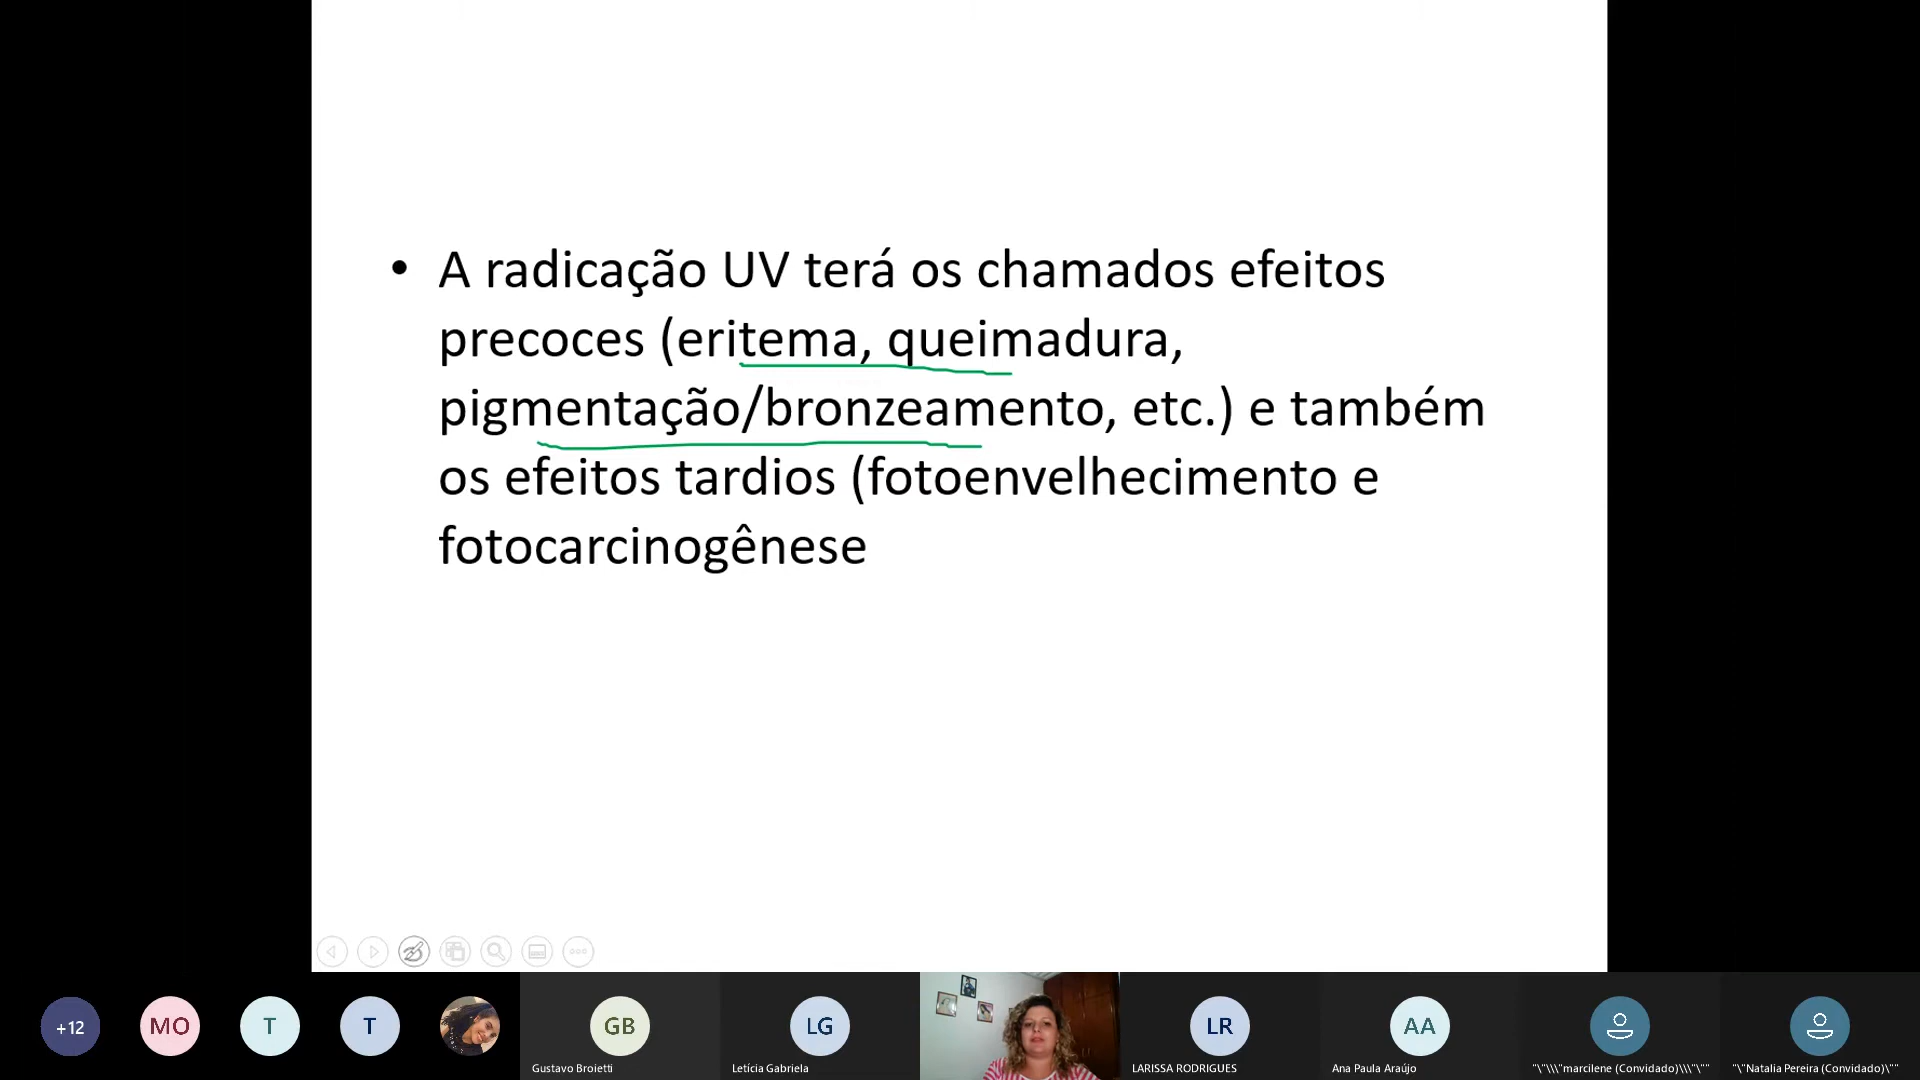 • A radicação UV terá os chamados efeitos
precoces (eritema, queimadura,
pigmentação/bronzeamento, etc.) e também
os efeitos tardios (fotoenvelhecimento e
fotocarcinogênese
+12
MO
T
T
GB
LG
LR
AA
Gustavo Broietti
Letícia Gabriela
LARISSA RODRIGUES
Ana Paula Araújo
"\"\\\"marcilene (Convidado)\\\"\""
"\"Natalia Pereira (Convidado)\""